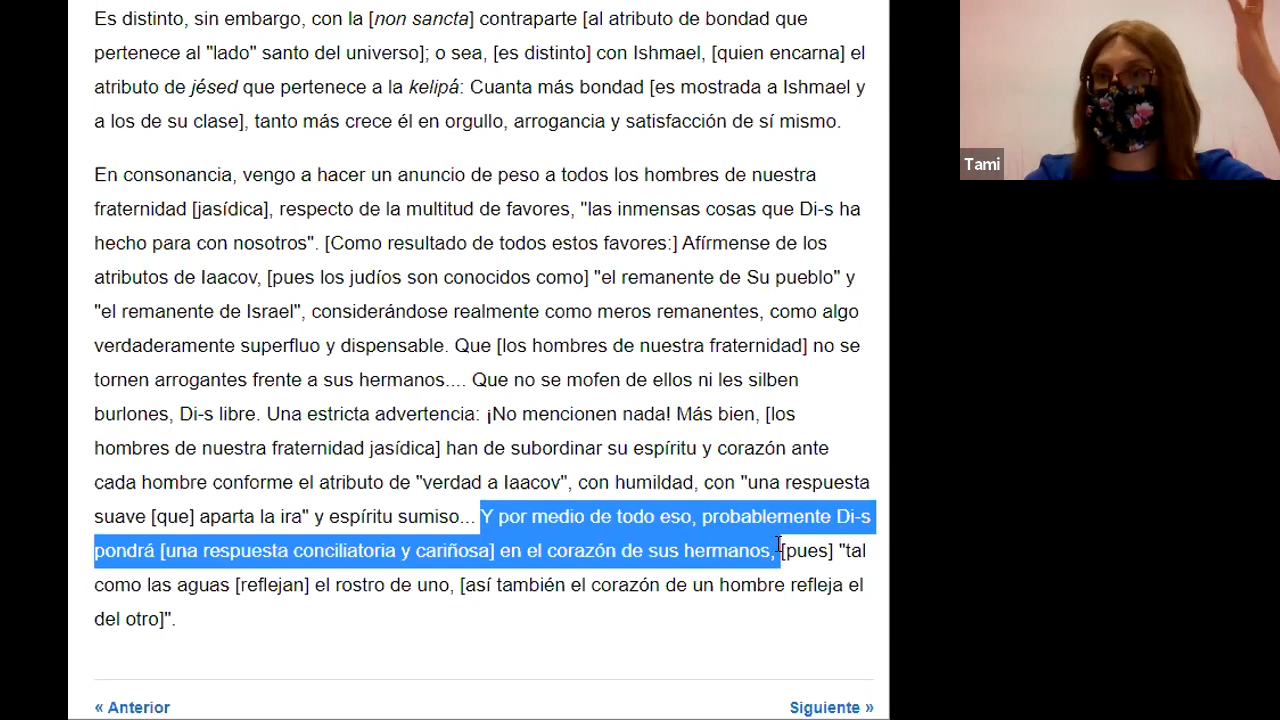 Es distinto, sin embargo, con la [non sancta] contraparte [al atributo de bondad que
pertenece al "lado" santo del universo]; o sea, [es distinto] con Ishmael, [quien encarna] el
atributo de jésed que pertenece a la kelipá: Cuanta más bondad [es mostrada a Ishmael y
a los de su clase], tanto más crece él en orgullo, arrogancia y satisfacción de sí mismo.
En consonancia, vengo a hacer un anuncio de peso a todos los hombres de nuestra
fraternidad [jasídica], respecto de la multitud de favores, "las inmensas cosas que Di-s ha
hecho para con nosotros". [Como resultado de todos estos favores:] Afírmense de los
atributos de Iaacov, [pues los judíos son conocidos como] "el remanente de Su pueblo" y
"el remanente de Israel", considerándose realmente como meros remanentes, como algo
verdaderamente superfluo y dispensable. Que [los hombres de nuestra fraternidad] no se
tornen arrogantes frente a sus hermanos.... Que no se mofen de ellos ni les silben
burlones, Di-s libre. Una estricta advertencia: ¡No mencionen nada! Más bien, [los
hombres de nuestra fraternidad jasídica] han de subordinar su espíritu y corazón ante
cada hombre conforme el atributo de "verdad a Iaacov", con humildad, con "una respuesta
suave [que] aparta la ira" y espíritu sumiso... Y por medio de todo eso, probablemente Di-s
pondrá [una respuesta conciliatoria y cariñosa] en el corazón de sus hermanos, [pues] "tal
como las aguas [reflejan] el rostro de uno, [así también el corazón de un hombre refleja el
del otro]".
« Anterior
Siguiente »
Tami